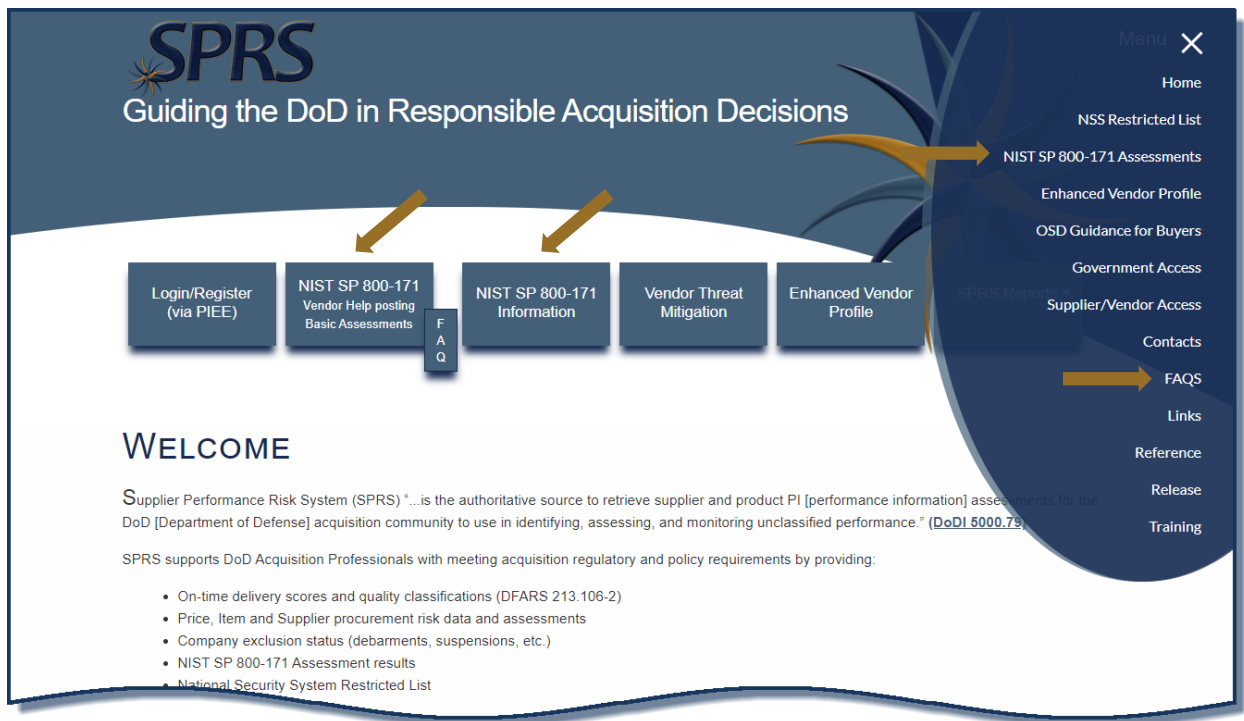 SPRS
Guiding the DoD in Responsible Acquisition Decisions
Menu
Home
NSS Restricted List
NIST SP 800-171 Assessments
Enhanced Vendor Profile
OSD Guidance for Buyers
Government Access
Supplier/Vendor Access
Contacts
FAQS
Links
Reference
Release
Training
Login/Register
(via PIEE)
NIST SP 800-171
Vendor Help posting
Basic Assessments
F
A
Q
NIST SP 800-171
Information
Vendor Threat
Mitigation
Enhanced Vendor
Profile
SPRS Reports
WELCOME
Supplier Performance Risk System (SPRS) “...is the authoritative source to retrieve supplier and product PI [performance information] assessments for the
DoD [Department of Defense] acquisition community to use in identifying, assessing, and monitoring unclassified performance.” (DoDI 5000.79)
SPRS supports DoD Acquisition Professionals with meeting acquisition regulatory and policy requirements by providing:
• On-time delivery scores and quality classifications (DFARS 213.106-2)
• Price, Item and Supplier procurement risk data and assessments
• Company exclusion status (debarments, suspensions, etc.)
• NIST SP 800-171 Assessment results
• National Security System Restricted List